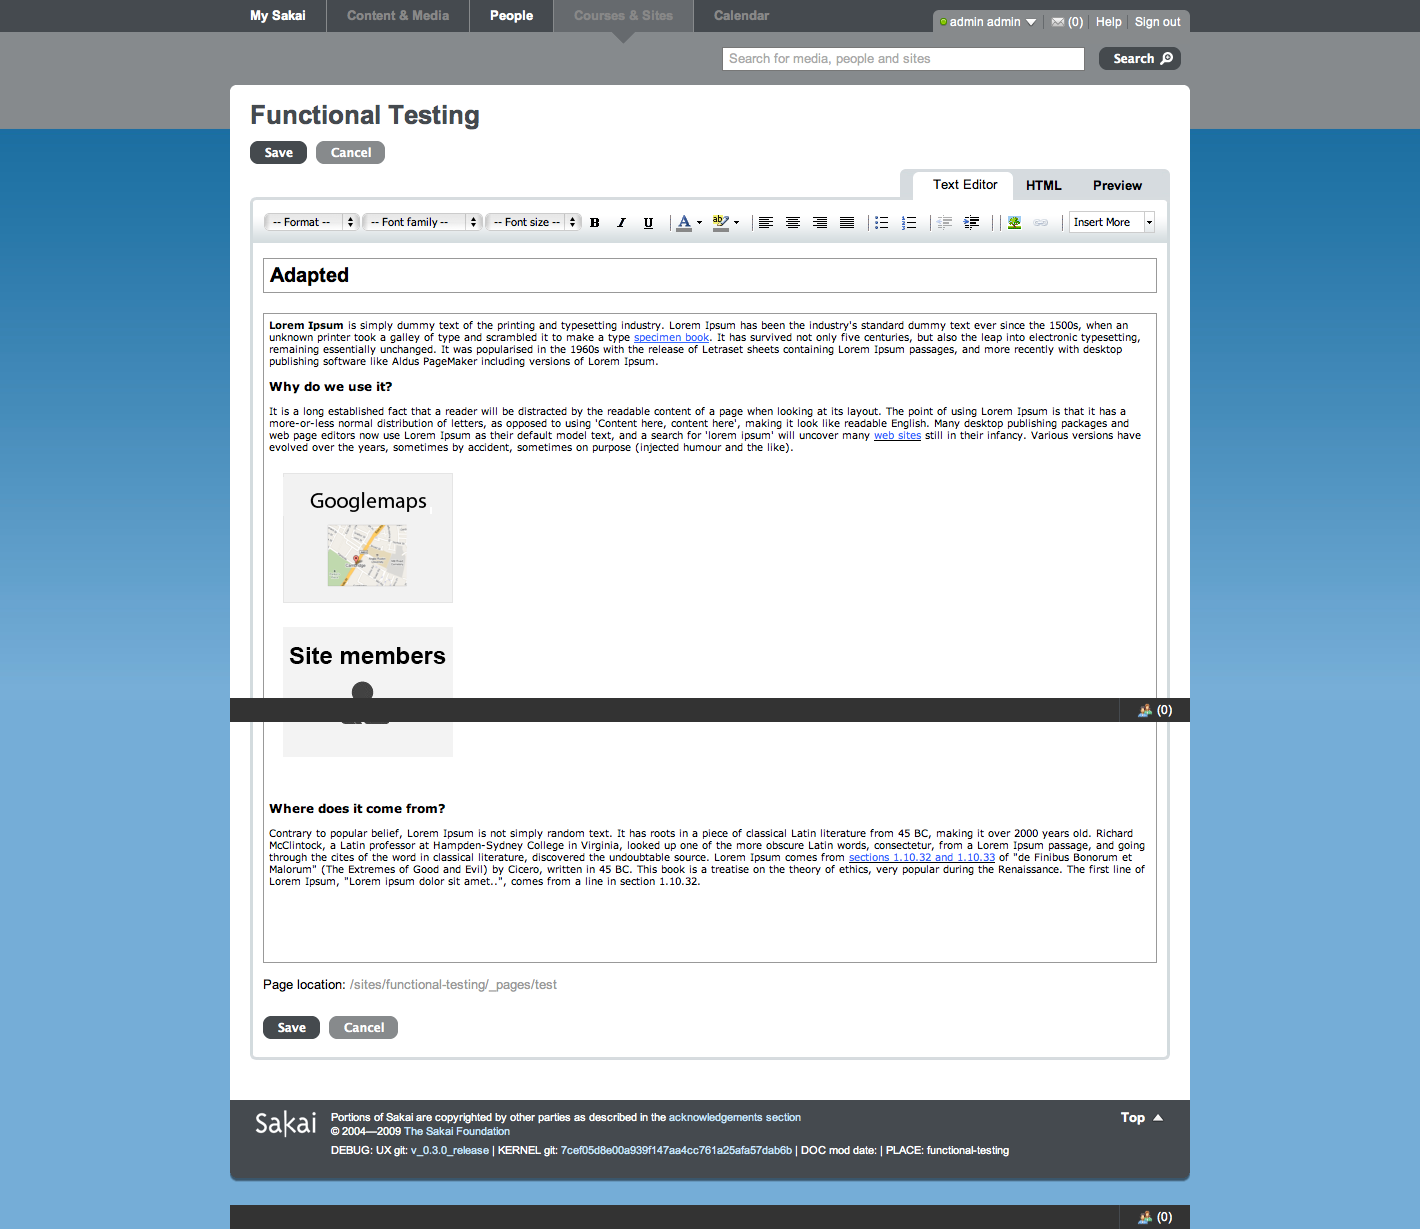 My Sakai Content & Media People Courses & Sites Calendar
admin admin (0) Help Sign out
Search for media, people and sites Search
Functional Testing
Save Cancel
Text Editor HTML Preview
-- Format -- -- Font family -- -- Font size -- B I U A ab Insert More
Adapted
Lorem Ipsum is simply dummy text of the printing and typesetting industry. Lorem Ipsum has been the industry's standard dummy text ever since the 1500s, when an
unknown printer took a galley of type and scrambled it to make a type specimen book. It has survived not only five centuries, but also the leap into electronic typesetting,
remaining essentially unchanged. It was popularised in the 1960s with the release of Letraset sheets containing Lorem Ipsum passages, and more recently with desktop
publishing software like Aldus PageMaker including versions of Lorem Ipsum.
Why do we use it?
It is a long established fact that a reader will be distracted by the readable content of a page when looking at its layout. The point of using Lorem Ipsum is that it has a
more-or-less normal distribution of letters, as opposed to using 'Content here, content here', making it look like readable English. Many desktop publishing packages and
web page editors now use Lorem Ipsum as their default model text, and a search for 'lorem ipsum' will uncover many web sites still in their infancy. Various versions have
evolved over the years, sometimes by accident, sometimes on purpose (injected humour and the like).
Googlemaps
Site members
(0)
Where does it come from?
Contrary to popular belief, Lorem Ipsum is not simply random text. It has roots in a piece of classical Latin literature from 45 BC, making it over 2000 years old. Richard
McClintock, a Latin professor at Hampden-Sydney College in Virginia, looked up one of the more obscure Latin words, consectetur, from a Lorem Ipsum passage, and going
through the cites of the word in classical literature, discovered the undoubtable source. Lorem Ipsum comes from sections 1.10.32 and 1.10.33 of "de Finibus Bonorum et
Malorum" (The Extremes of Good and Evil) by Cicero, written in 45 BC. This book is a treatise on the theory of ethics, very popular during the Renaissance. The first line of
Lorem Ipsum, "Lorem ipsum dolor sit amet..", comes from a line in section 1.10.32.
Page location: /sites/functional-testing/_pages/test
Save Cancel
Sakai
Portions of Sakai are copyrighted by other parties as described in the acknowledgements section
© 2004—2009 The Sakai Foundation
DEBUG: UX git: v_0.3.0_release | KERNEL git: 7cef05d8e00a939f147aa4cc761a25afa57dab6b | DOC mod date: | PLACE: functional-testing
Top
(0)